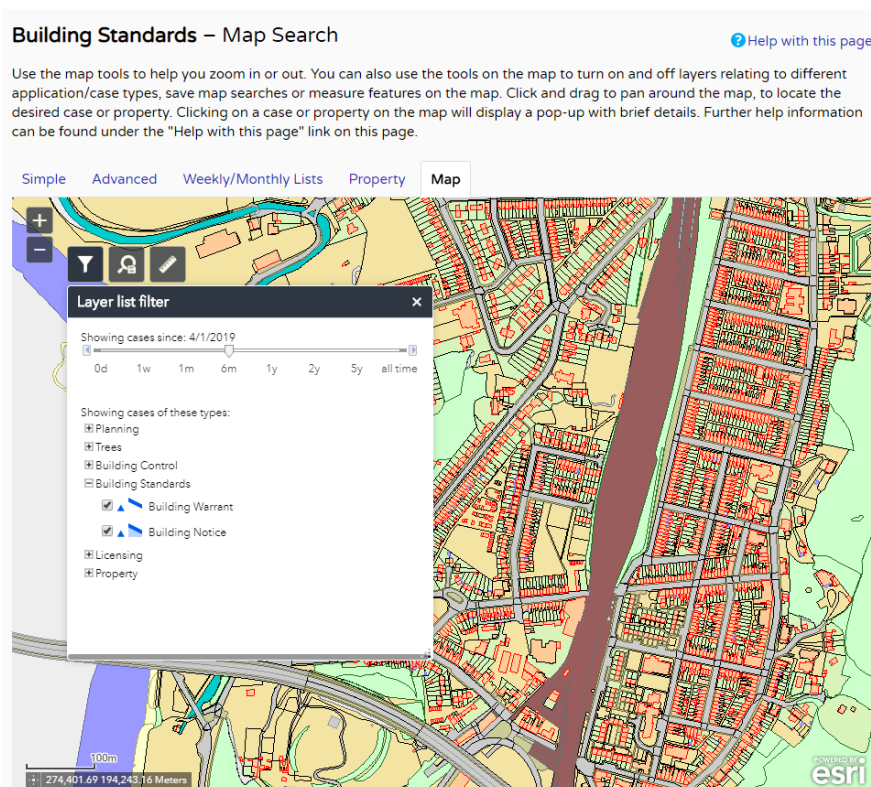 Building Standards – Map Search
Help with this page
Use the map tools to help you zoom in or out. You can also use the tools on the map to turn on and off layers relating to different
application/case types, save map searches or measure features on the map. Click and drag to pan around the map, to locate the
desired case or property. Clicking on a case or property on the map will display a pop-up with brief details. Further help information
can be found under the "Help with this page" link on this page.
Simple Advanced Weekly/Monthly Lists Property Map
Layer list filter
Showing cases since: 4/1/2019
0d 1w 1m 6m 1y 2y 5y all time
Showing cases of these types:
Planning
Trees
Building Control
Building Standards
Building Warrant
Building Notice
Licensing
Property
100m
274,401.69 194,243.16 Meters
POWERED BY
esri